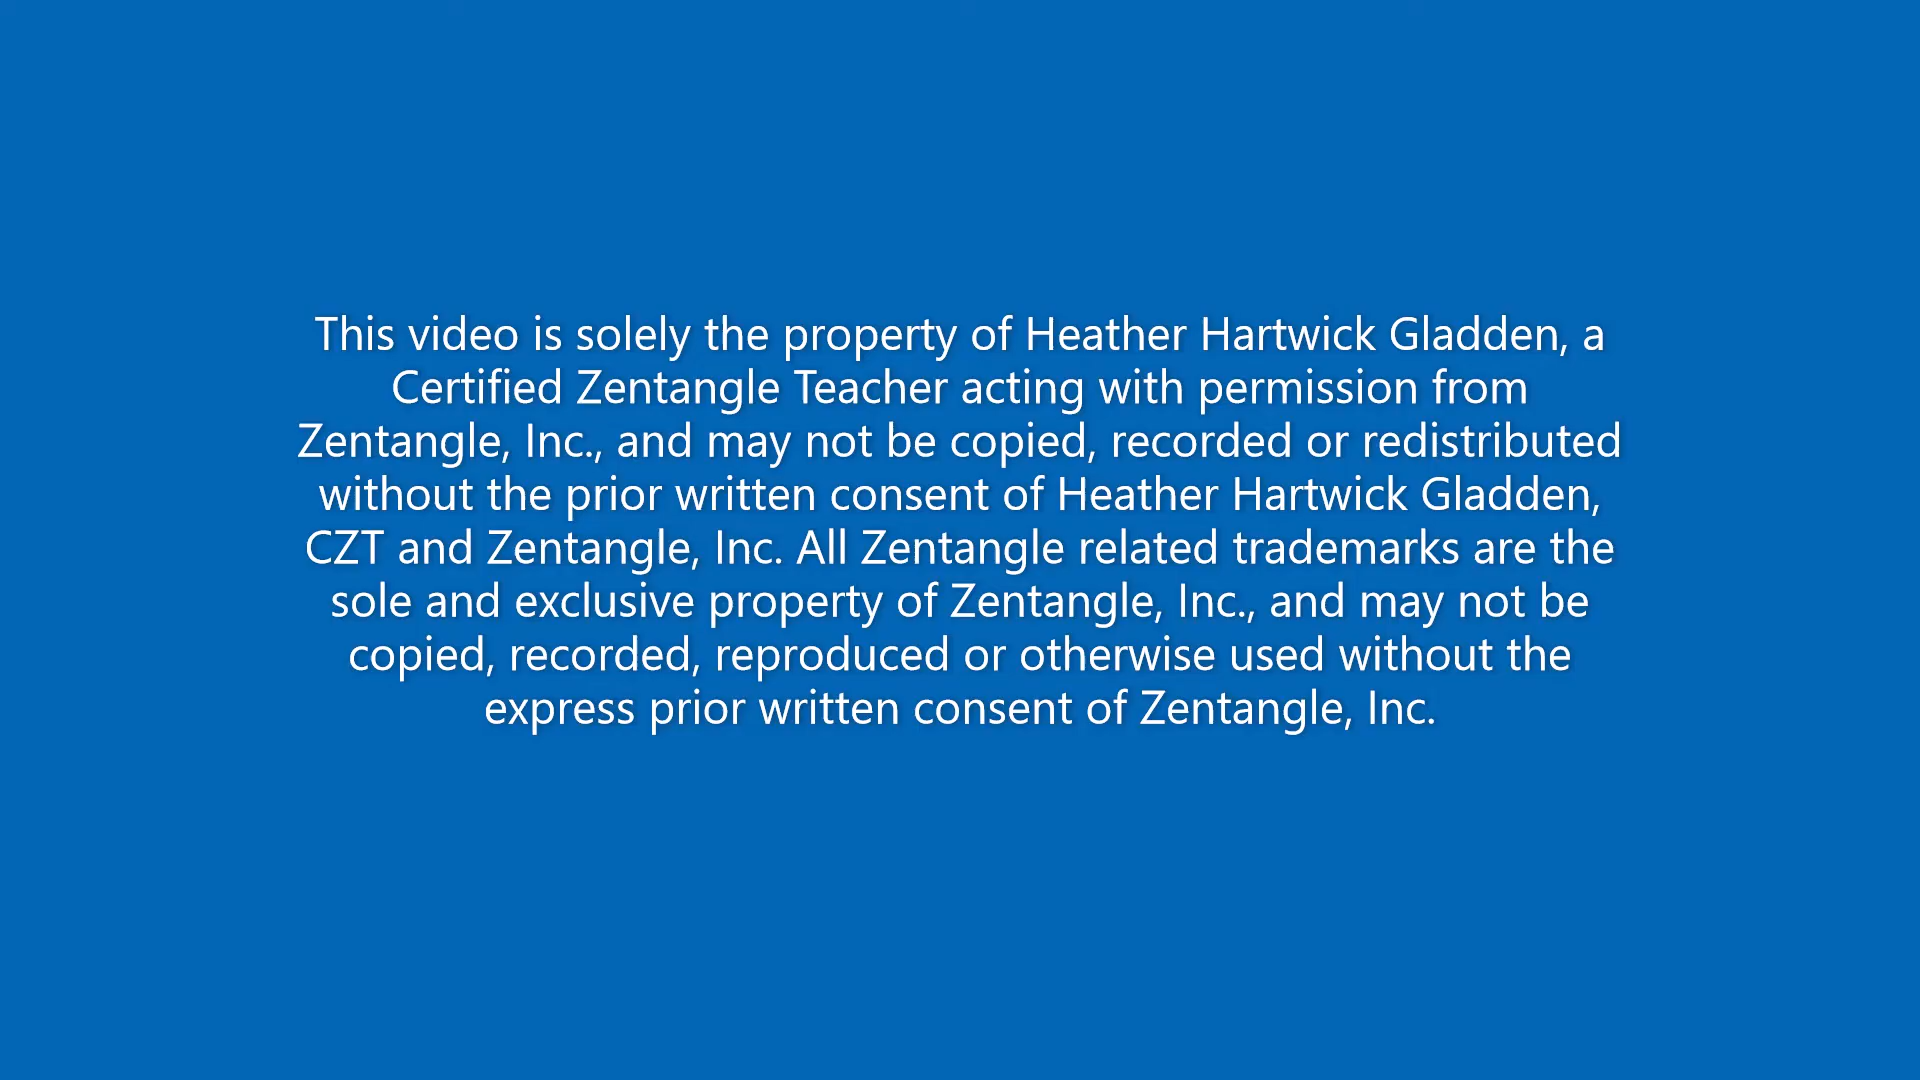 This video is solely the property of Heather Hartwick Gladden, a
Certified Zentangle Teacher acting with permission from
Zentangle, Inc., and may not be copied, recorded or redistributed
without the prior written consent of Heather Hartwick Gladden,
CZT and Zentangle, Inc. All Zentangle related trademarks are the
sole and exclusive property of Zentangle, Inc., and may not be
copied, recorded, reproduced or otherwise used without the
express prior written consent of Zentangle, Inc.